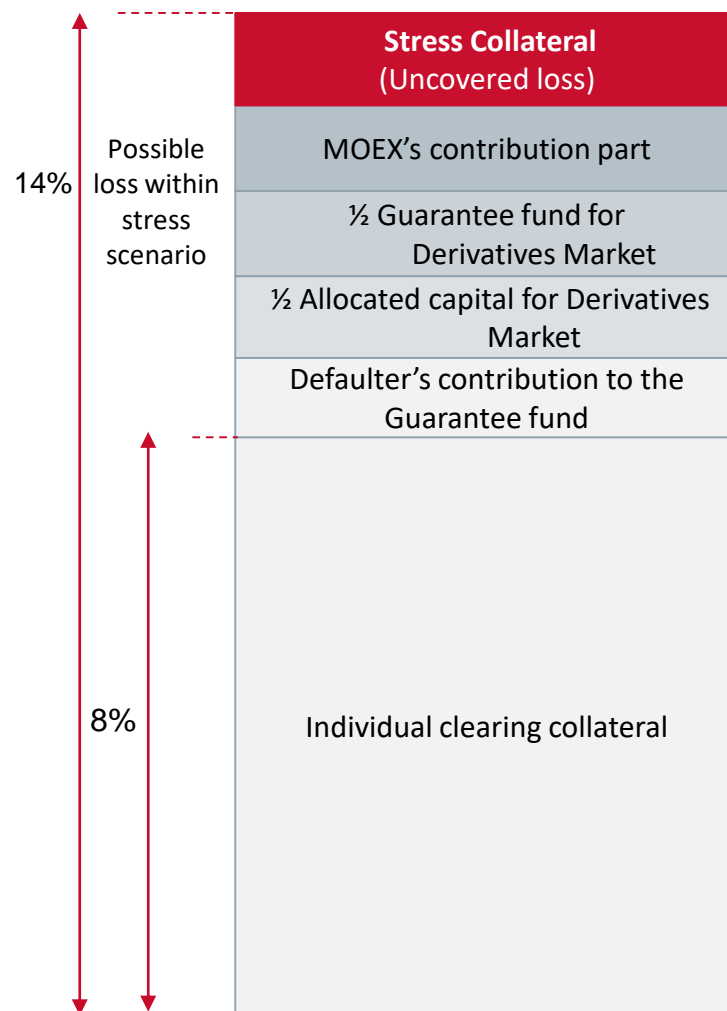 Stress Collateral
(Uncovered loss)
MOEX’s contribution part
14%
Possible
loss within
stress
scenario
½ Guarantee fund for
Derivatives Market
½ Allocated capital for Derivatives
Market
Defaulter’s contribution to the
Guarantee fund
8%
Individual clearing collateral